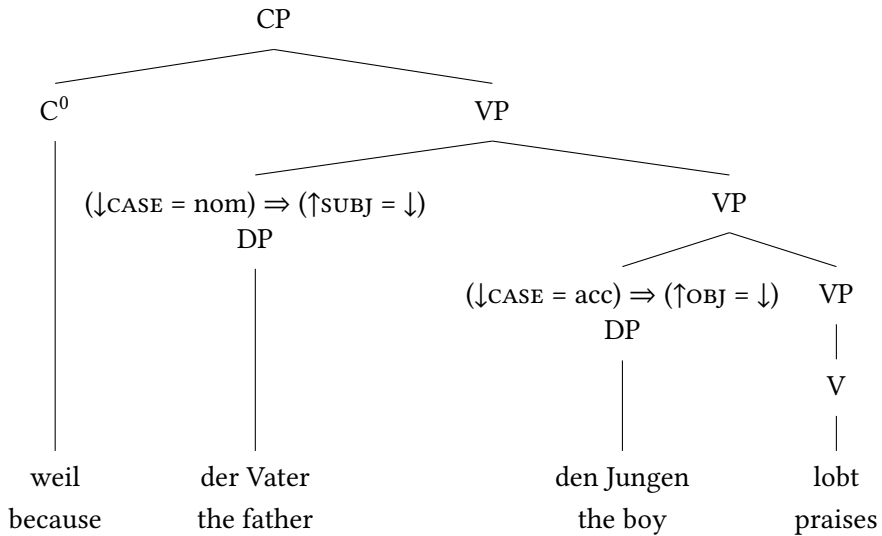 CP
C⁰ VP
(↓CASE = nom) ⇒ (↑SUBJ = ↓) VP
DP
(↓CASE = acc) ⇒ (↑OBJ = ↓) VP
DP
V
weil der Vater den Jungen lobt
because the father the boy praises